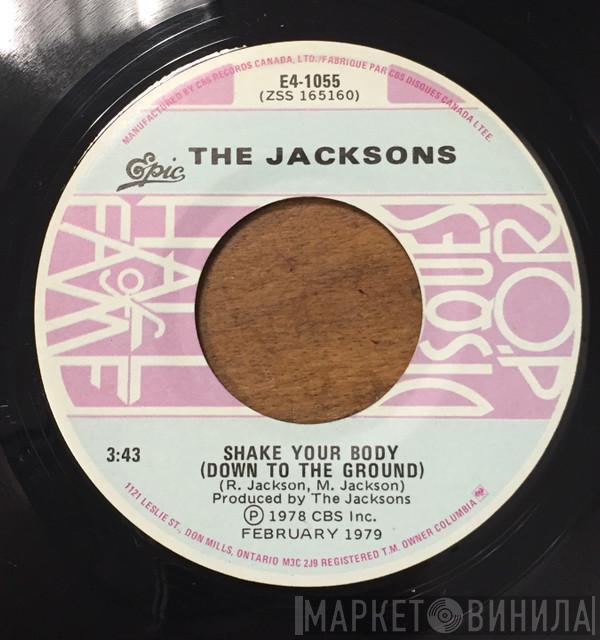 MANUFACTURED BY CBS RECORDS CANADA, LTD./FABRIQUE PAR CBS DISQUES CANADA LTEE.
E4-1055
(ZSS 165160)
Epic
THE JACKSONS
HALL of FAME
DISQUES D'OR
3:43
SHAKE YOUR BODY
(DOWN TO THE GROUND)
(R. Jackson, M. Jackson)
Produced by The Jacksons
Ⓟ 1978 CBS Inc.
FEBRUARY 1979
1121 LESLIE ST., DON MILLS, ONTARIO M3C 2J9 REGISTERED T.M. OWNER COLUMBIA
МАРКЕТ ВИНИЛА